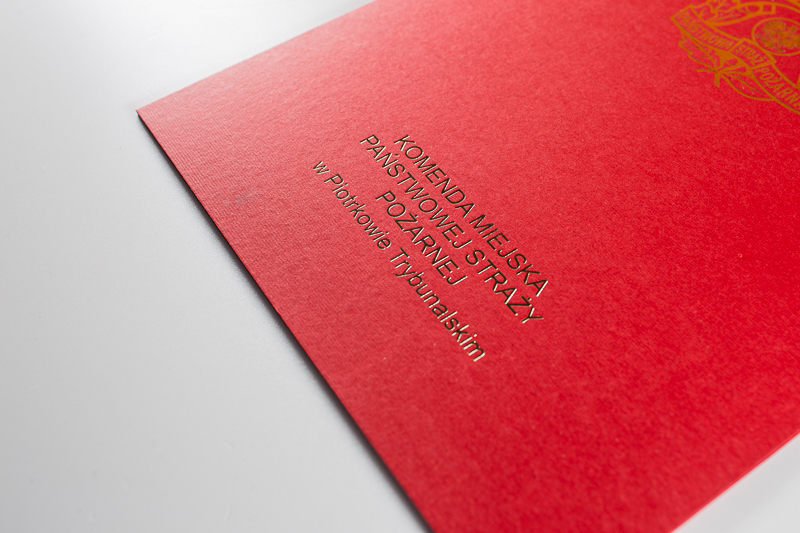 KOMENDA MIEJSKA
PAŃSTWOWEJ STRAŻY
POŻARNEJ
w Piotrkowie Trybunalskim